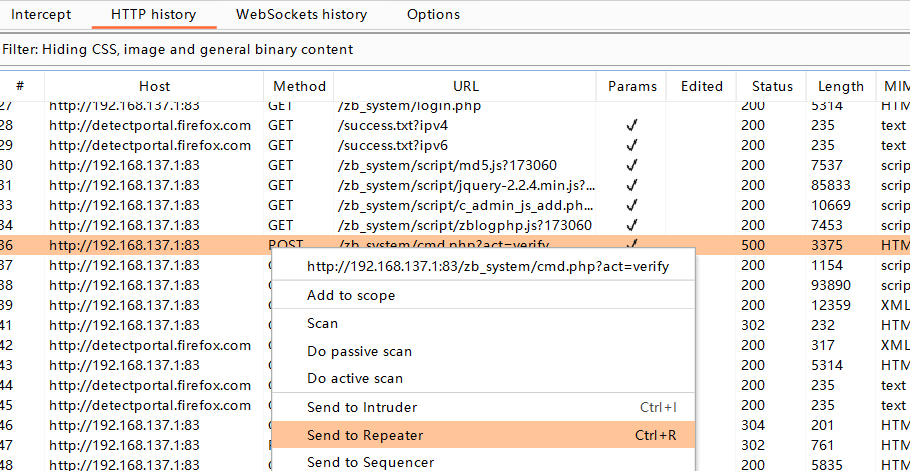 Intercept HTTP history WebSockets history Options
Filter: Hiding CSS, image and general binary content
# Host Method URL Params Edited Status Length MIM
27 http://192.168.137.1:83 GET /zb_system/login.php 200 5314 HTM
28 http://detectportal.firefox.com GET /success.txt?ipv4 ✓ 200 235 text
29 http://detectportal.firefox.com GET /success.txt?ipv6 ✓ 200 235 text
30 http://192.168.137.1:83 GET /zb_system/script/md5.js?173060 ✓ 200 7537 scrip
31 http://192.168.137.1:83 GET /zb_system/script/jquery-2.2.4.min.js?... ✓ 200 85833 scrip
33 http://192.168.137.1:83 GET /zb_system/script/c_admin_js_add.ph... ✓ 200 10669 scrip
34 http://192.168.137.1:83 GET /zb_system/script/zblogphp.js?173060 ✓ 200 7453 scrip
36 http://192.168.137.1:83 POST /zb_system/cmd.php?act=verify ✓ 500 3375 HTM
37 http://192.168.137.1:83 200 1154 scrip
38 http://192.168.137.1:83 200 93890 scrip
39 http://192.168.137.1:83 200 12359 XML
41 http://192.168.137.1:83 302 232 HTM
42 http://detectportal.firefox.com 200 317 XML
43 http://192.168.137.1:83 200 5314 HTM
44 http://detectportal.firefox.com 200 235 text
45 http://detectportal.firefox.com 200 235 text
46 http://192.168.137.1:83 304 201 HTM
47 http://192.168.137.1:83 302 761 HTM
48 http://192.168.137.1:83 200 5835 HTM
http://192.168.137.1:83/zb_system/cmd.php?act=verify
Add to scope
Scan
Do passive scan
Do active scan
Send to Intruder Ctrl+I
Send to Repeater Ctrl+R
Send to Sequencer